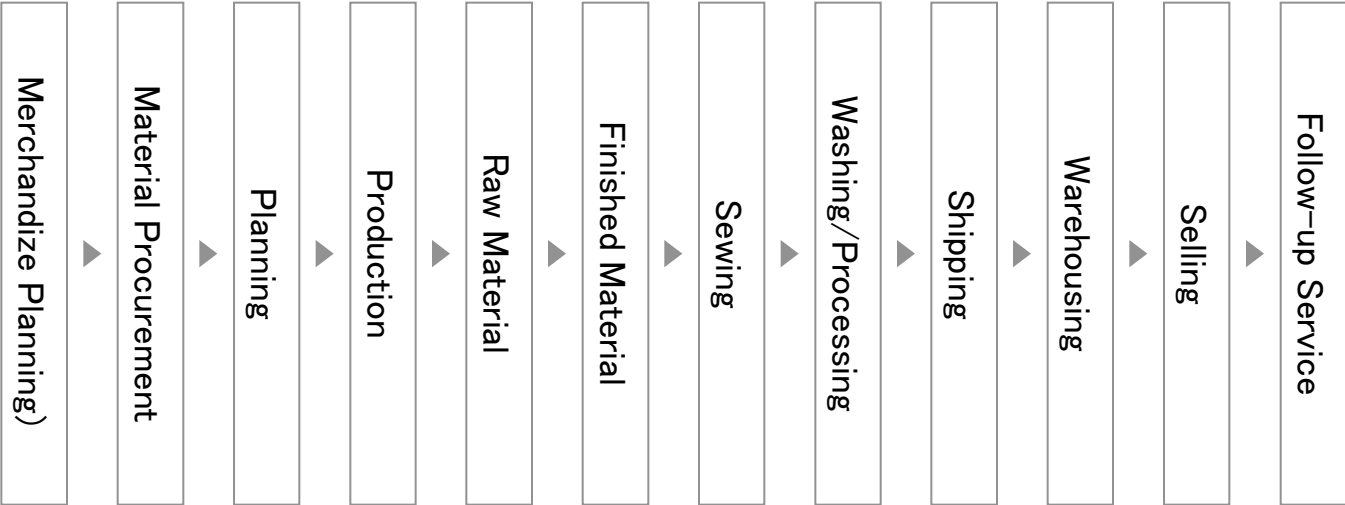 Merchandize Planning)
Material Procurement
Planning
Production
Raw Material
Finished Material
Sewing
Washing/Processing
Shipping
Warehousing
Selling
Follow-up Service